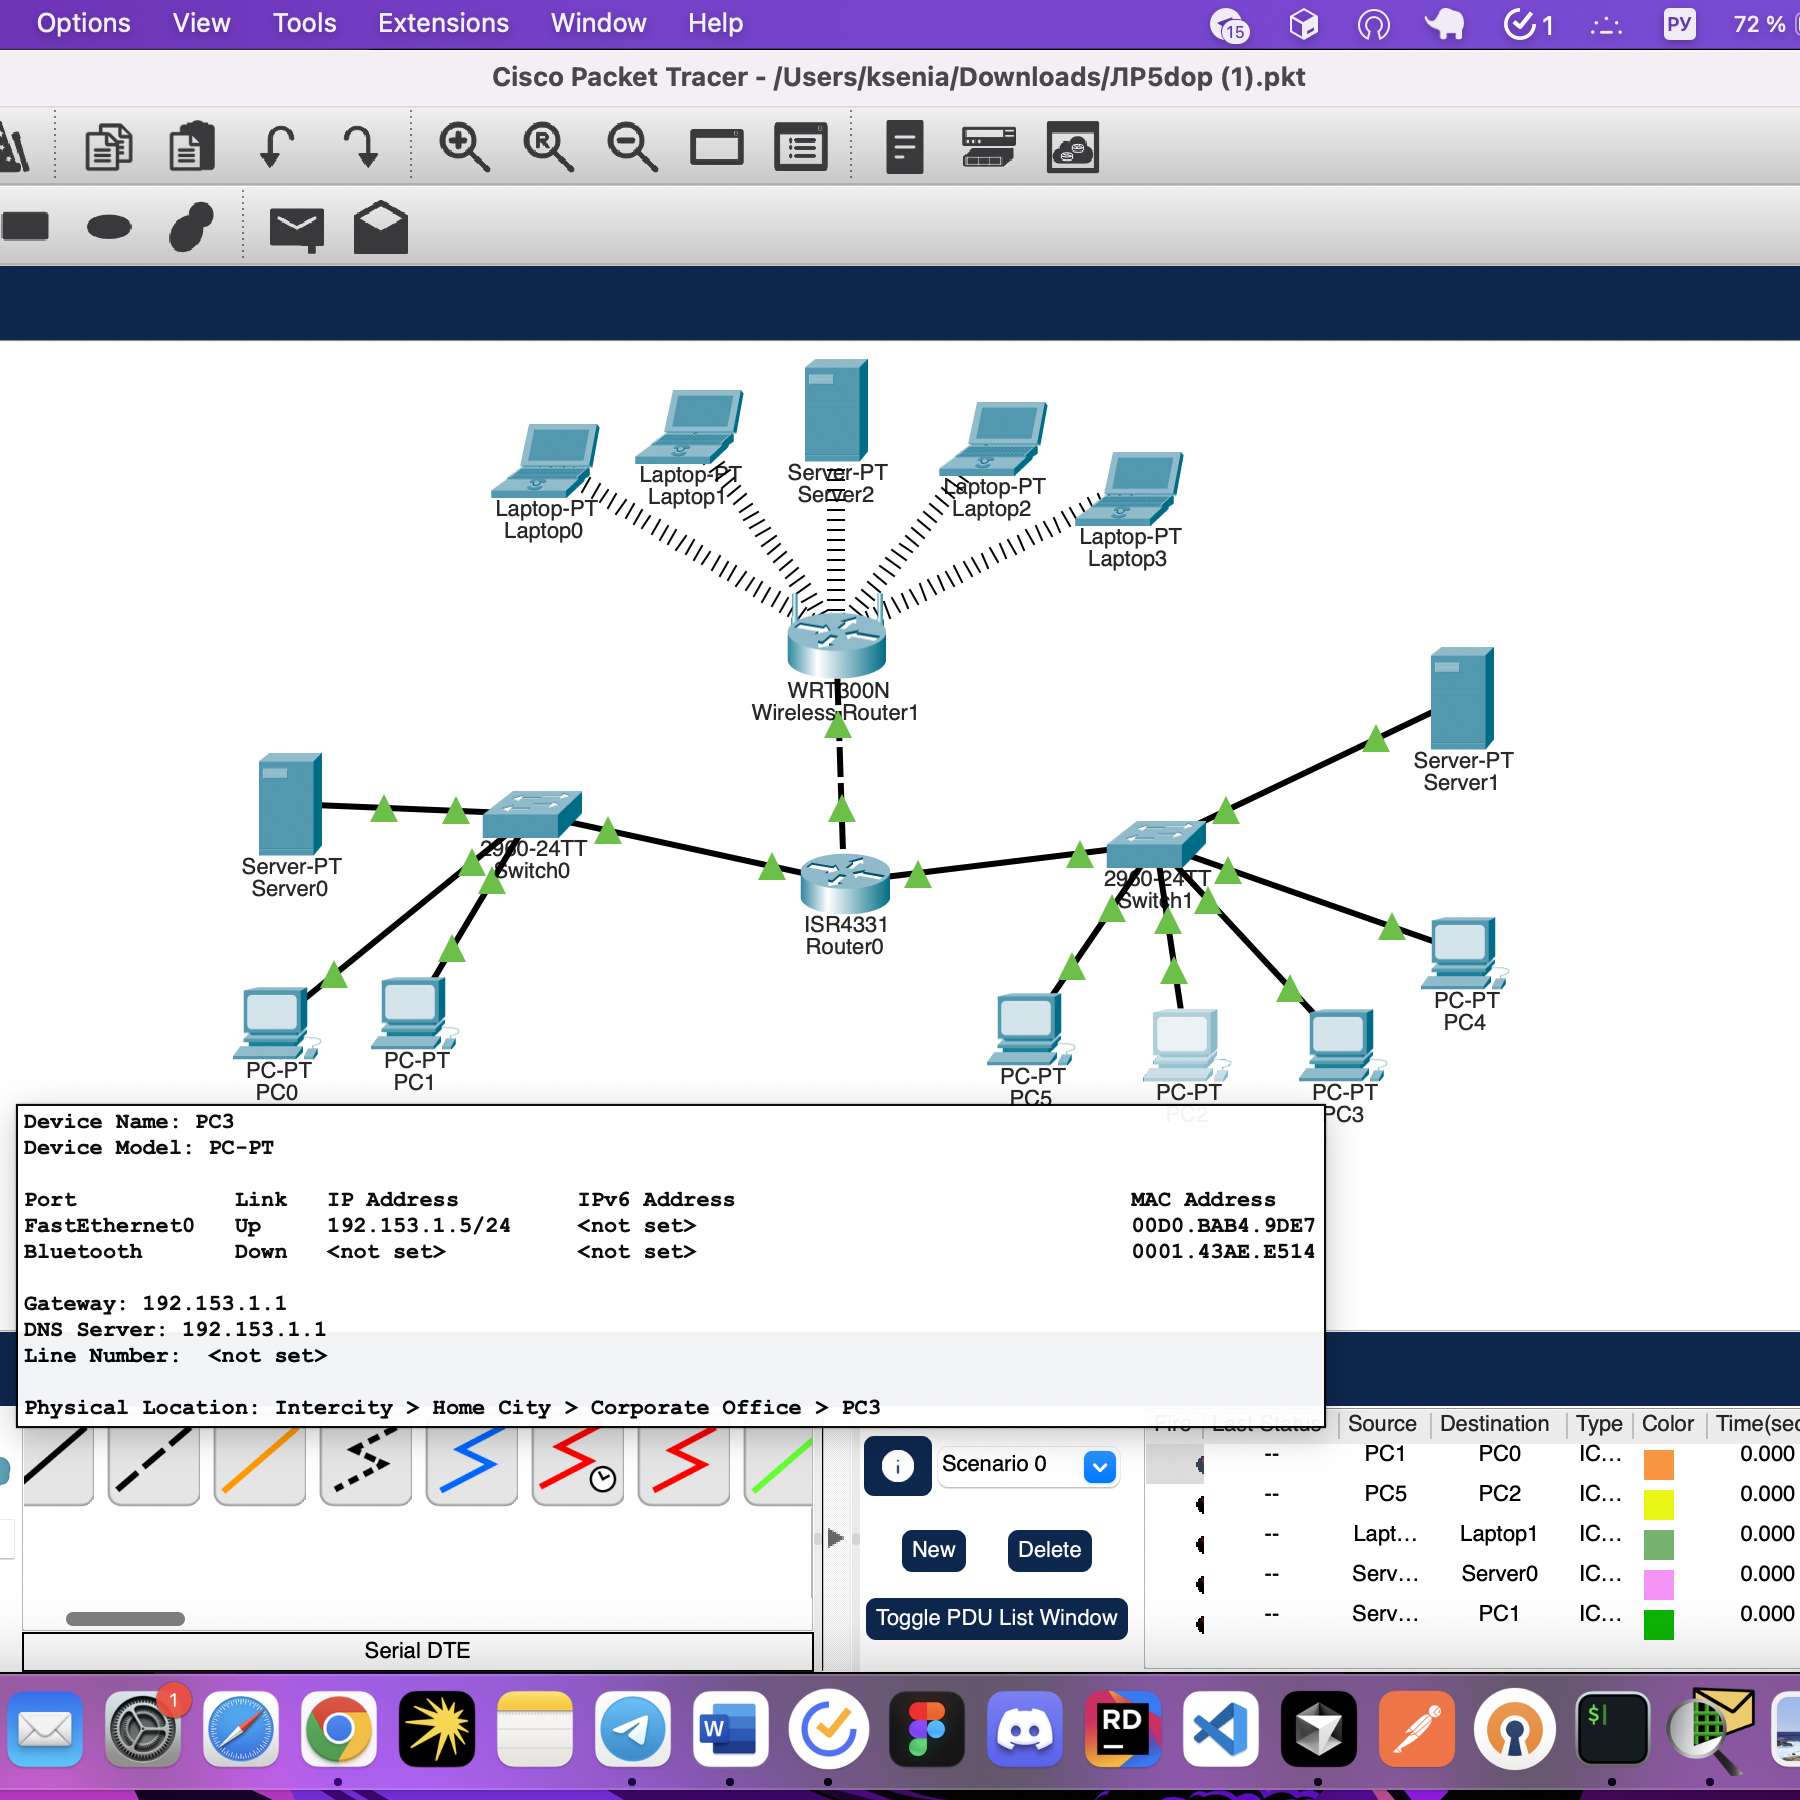 Options View Tools Extensions Window Help 15 1 РУ 72 %
Cisco Packet Tracer - /Users/ksenia/Downloads/ЛР5dop (1).pkt
R
Laptop-PT
Laptop0
Laptop-PT
Laptop1
Server-PT
Server2
Laptop-PT
Laptop2
Laptop-PT
Laptop3
WRT300N
Wireless Router1
Server-PT
Server1
Server-PT
Server0
2960-24TT
Switch0
ISR4331
Router0
2960-24TT
Switch1
PC-PT
PC4
PC-PT
PC0
PC-PT
PC1
PC-PT
PC5
PC-PT
PC2
PC-PT
PC3
Device Name: PC3
Device Model: PC-PT
Port Link IP Address IPv6 Address MAC Address
FastEthernet0 Up 192.153.1.5/24 <not set> 00D0.BAB4.9DE7
Bluetooth Down <not set> <not set> 0001.43AE.E514
Gateway: 192.153.1.1
DNS Server: 192.153.1.1
Line Number: <not set>
Physical Location: Intercity > Home City > Corporate Office > PC3
Fire Last Status Source Destination Type Color Time(sec
Scenario 0
New Delete
Toggle PDU List Window
-- PC1 PC0 IC... 0.000
-- PC5 PC2 IC... 0.000
-- Lapt... Laptop1 IC... 0.000
-- Serv... Server0 IC... 0.000
-- Serv... PC1 IC... 0.000
Serial DTE
1
W
RD
$